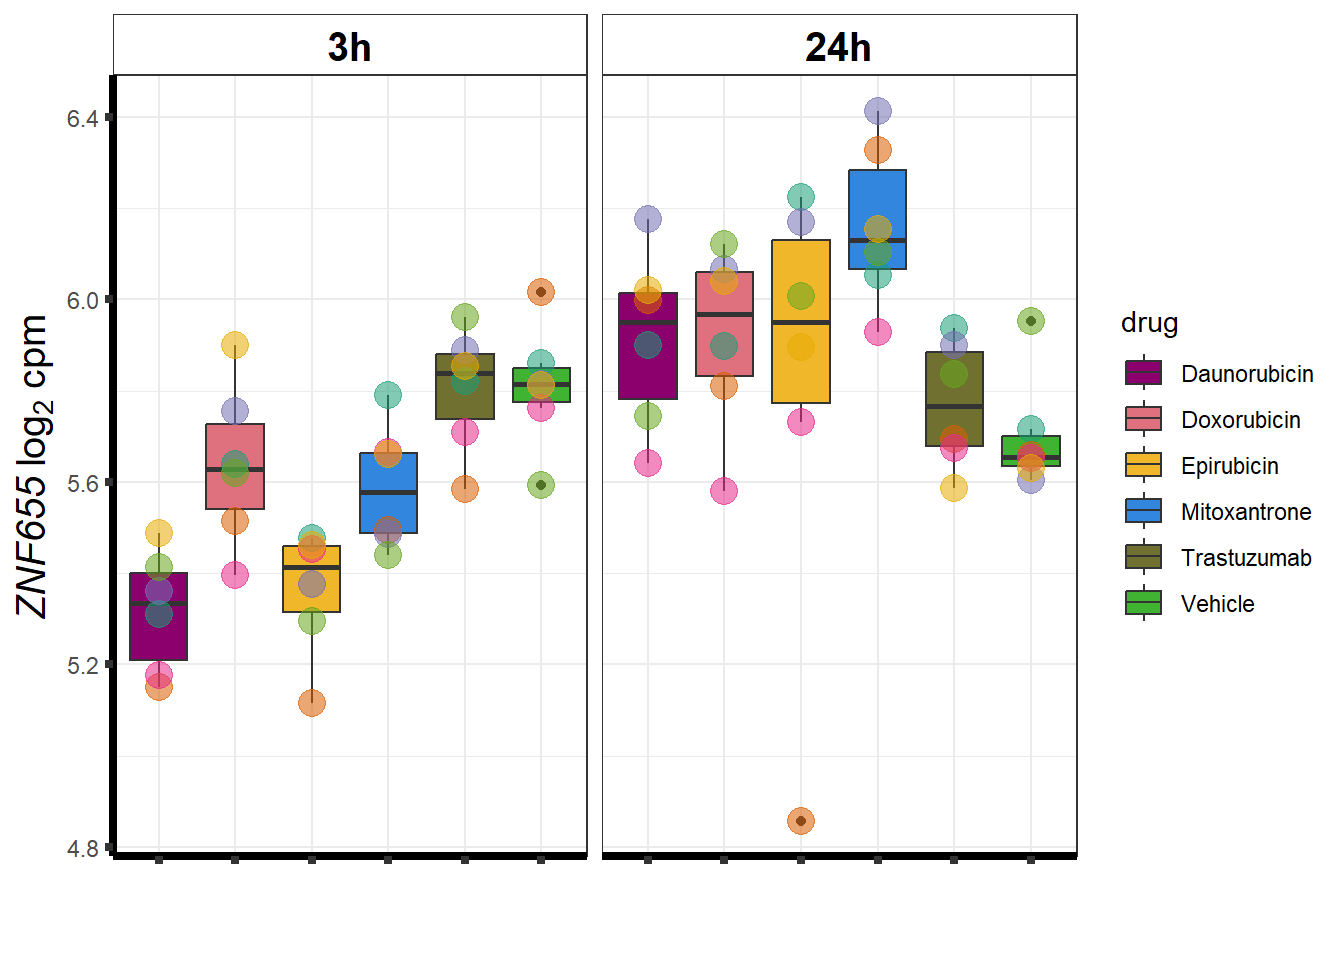 3h
24h
6.4
6.0
5.6
5.2
4.8
ZNF655 log₂ cpm
drug
Daunorubicin
Doxorubicin
Epirubicin
Mitoxantrone
Trastuzumab
Vehicle